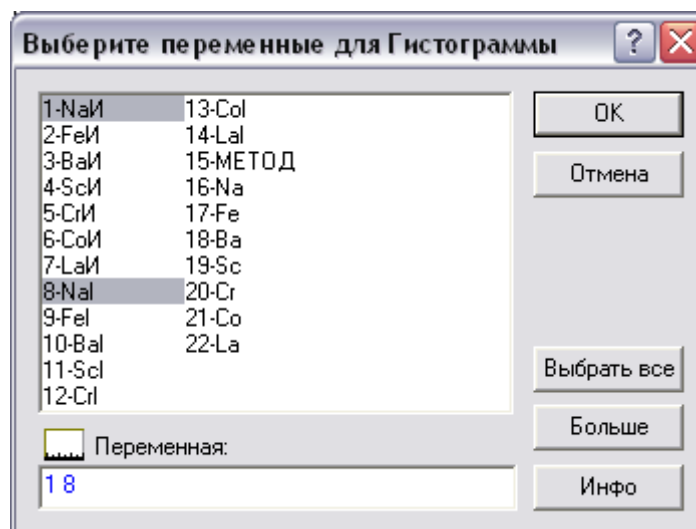 Выберите переменные для Гистограммы
1-NaИ
2-FeИ
3-BaИ
4-ScИ
5-CrИ
6-CoИ
7-LaИ
8-NaI
9-FeI
10-BaI
11-ScI
12-CrI
13-CoI
14-LaI
15-МЕТОД
16-Na
17-Fe
18-Ba
19-Sc
20-Cr
21-Co
22-La
OK
Отмена
Выбрать все
Больше
Инфо
Переменная:
1 8